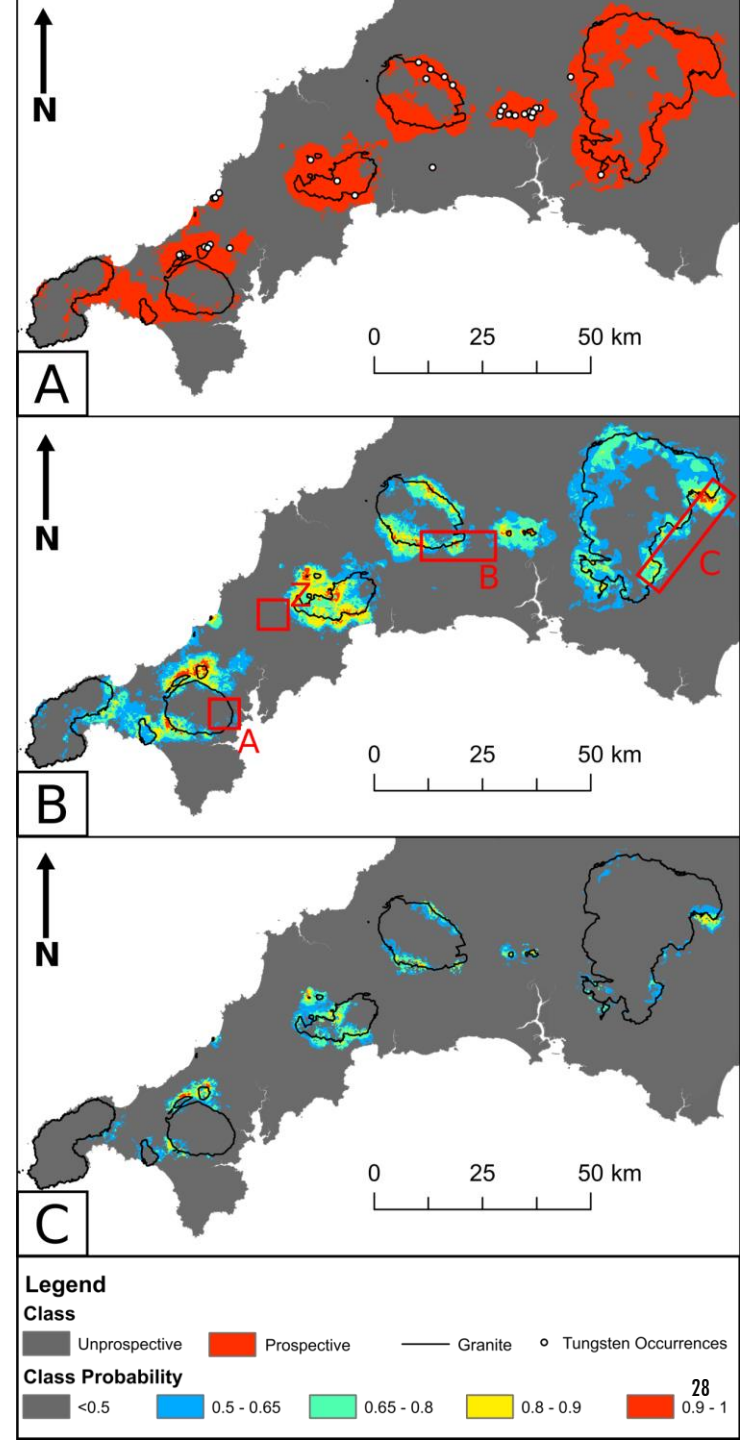 N
0 25 50 km
A
N
Z
B
C
A
0 25 50 km
B
N
0 25 50 km
C
Legend
Class
Unprospective Prospective Granite Tungsten Occurrences
Class Probability
28
<0.5 0.5 - 0.65 0.65 - 0.8 0.8 - 0.9 0.9 - 1